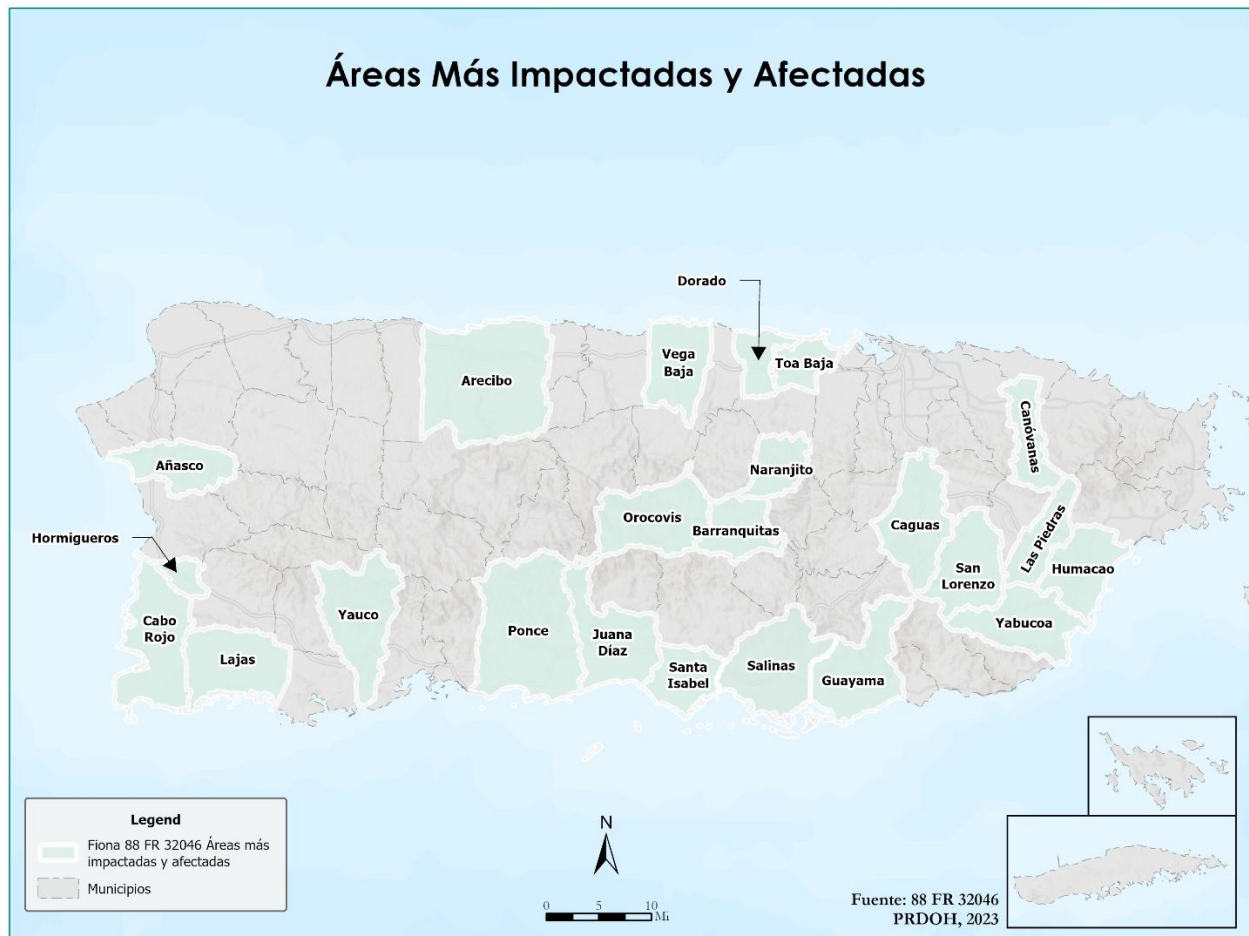 Áreas Más Impactadas y Afectadas
Dorado
Vega
Baja
Toa Baja
Arecibo
Canóvanas
Añasco
Naranjito
Orocovis
Barranquitas
Caguas
Las Piedras
Hormigueros
San
Lorenzo
Humacao
Cabo
Rojo
Yauco
Ponce
Juana
Díaz
Yabucoa
Lajas
Santa
Isabel
Salinas
Guayama
Legend
Fiona 88 FR 32046 Áreas más
impactadas y afectadas
Municipios
N
0 5 10
Mi
Fuente: 88 FR 32046
PRDOH, 2023